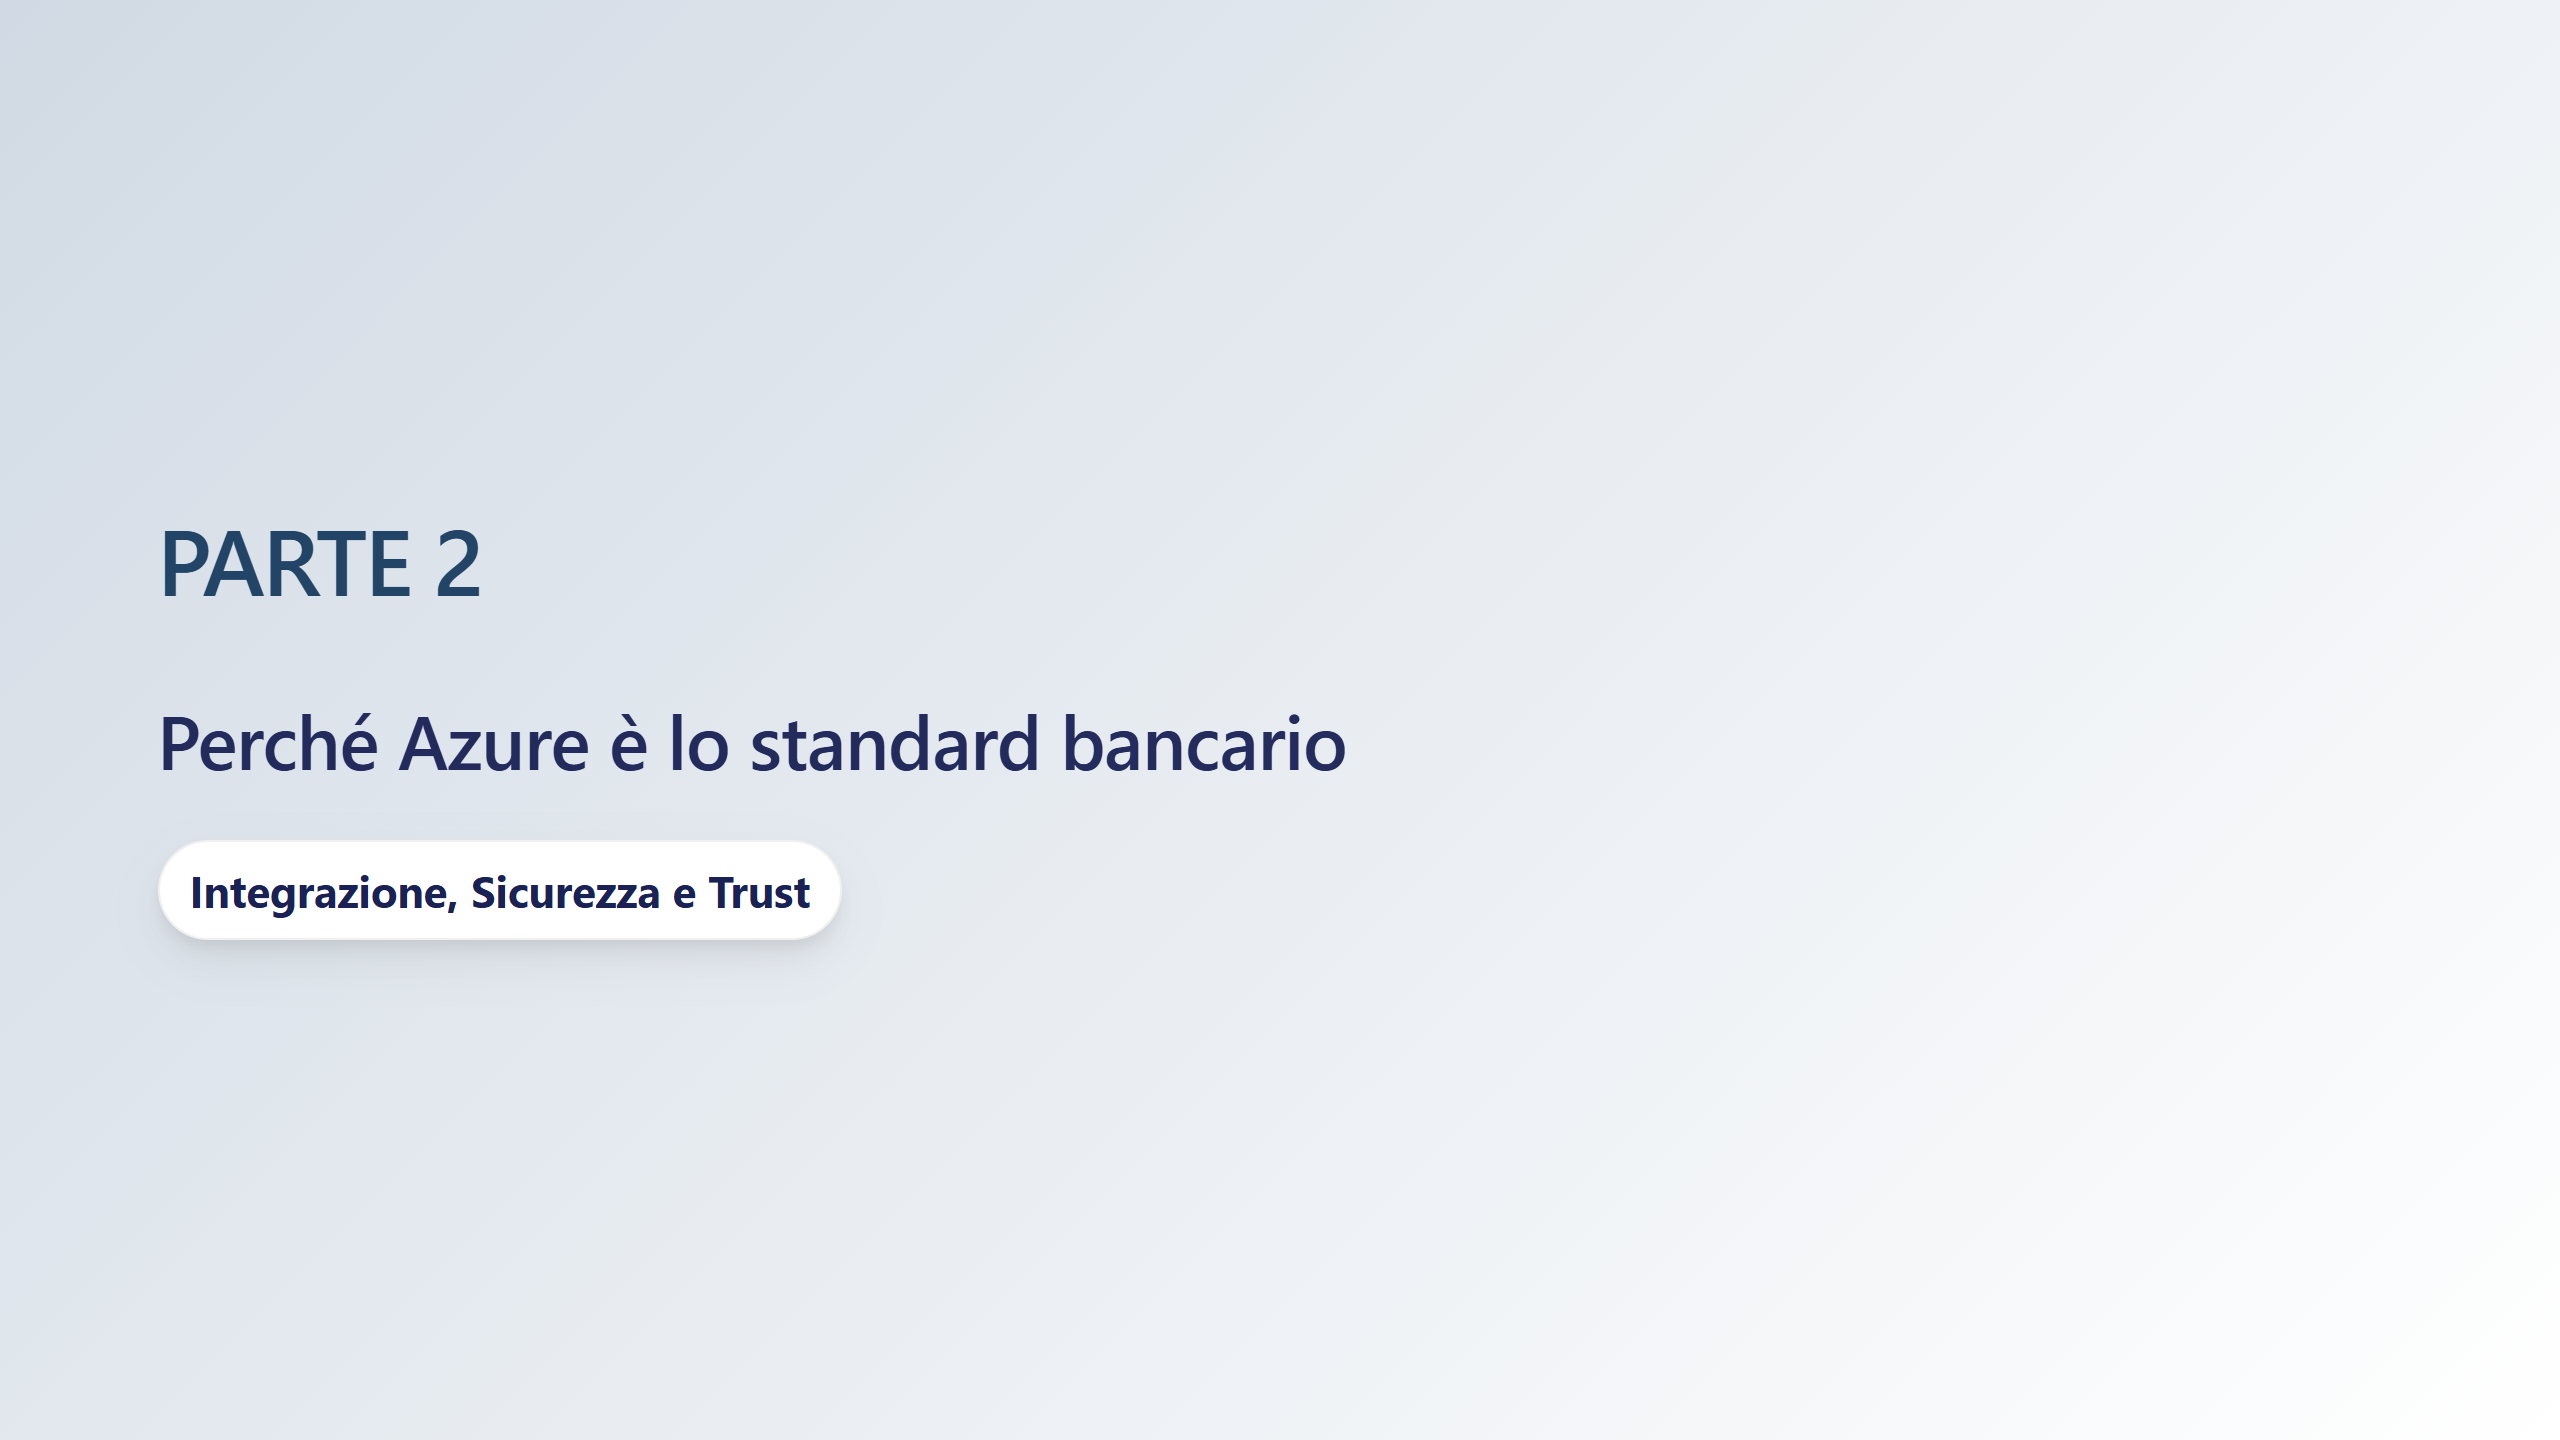 PARTE 2
Perché Azure è lo standard bancario
Integrazione, Sicurezza e Trust